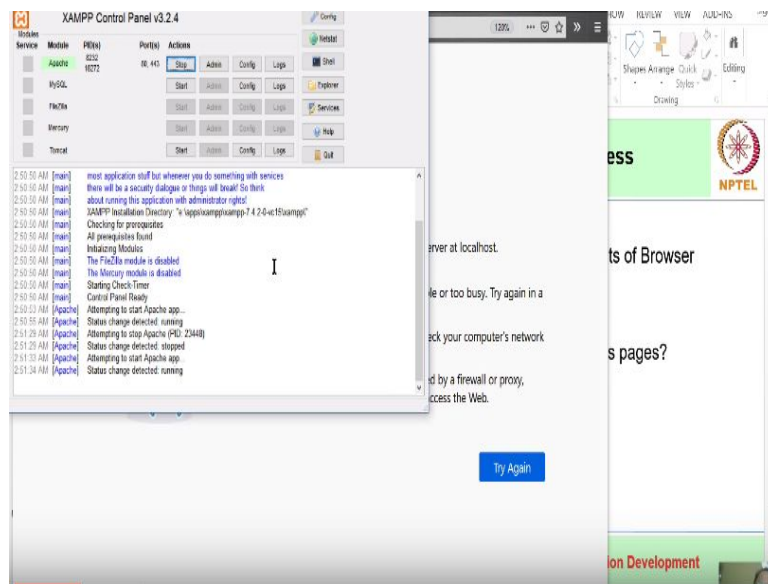 XAMPP Control Panel v3.2.4
Modules
Service Module PID(s) Port(s) Actions
Apache 8232 16272 80, 443 Stop Admin Config Logs
MySQL Start Admin Config Logs
FileZilla Start Admin Config Logs
Mercury Start Admin Config Logs
Tomcat Start Admin Config Logs
Config
Netstat
Shell
Explorer
Services
Help
Quit
2:50:50 AM [main] most application stuff but whenever you do something with services
2:50:50 AM [main] there will be a security dialogue or things will break! So think
2:50:50 AM [main] about running this application with administrator rights!
2:50:50 AM [main] XAMPP Installation Directory: "e:\apps\xampp\xampp-7.4.2-0-vc15\xampp\"
2:50:50 AM [main] Checking for prerequisites
2:50:50 AM [main] All prerequisites found
2:50:50 AM [main] Initializing Modules
2:50:50 AM [main] The FileZilla module is disabled
2:50:50 AM [main] The Mercury module is disabled
2:50:50 AM [main] Starting Check-Timer
2:50:50 AM [main] Control Panel Ready
2:50:53 AM [Apache] Attempting to start Apache app...
2:50:55 AM [Apache] Status change detected: running
2:51:29 AM [Apache] Attempting to stop Apache (PID: 23448)
2:51:29 AM [Apache] Status change detected: stopped
2:51:33 AM [Apache] Attempting to start Apache app...
2:51:34 AM [Apache] Status change detected: running
120%
erver at localhost.
le or too busy. Try again in a
eck your computer's network
d by a firewall or proxy,
ccess the Web.
Try Again
REVIEW VIEW ADD-INS
Shapes Arrange Quick Styles Editing
Drawing
ess
NPTEL
ts of Browser
s pages?
ion Development